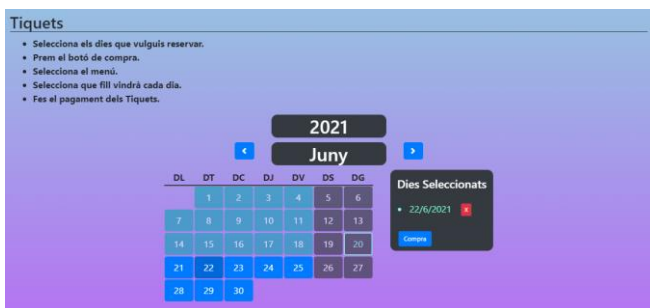 Tiquets
• Selecciona els dies que vulguis reservar.
• Prem el botó de compra.
• Selecciona el menú.
• Selecciona que fill vindrà cada dia.
• Fes el pagament dels Tiquets.
2021
< Juny >
DL DT DC DJ DV DS DG
1 2 3 4 5 6
7 8 9 10 11 12 13
14 15 16 17 18 19 20
21 22 23 24 25 26 27
28 29 30
Dies Seleccionats
• 22/6/2021 x
Compra